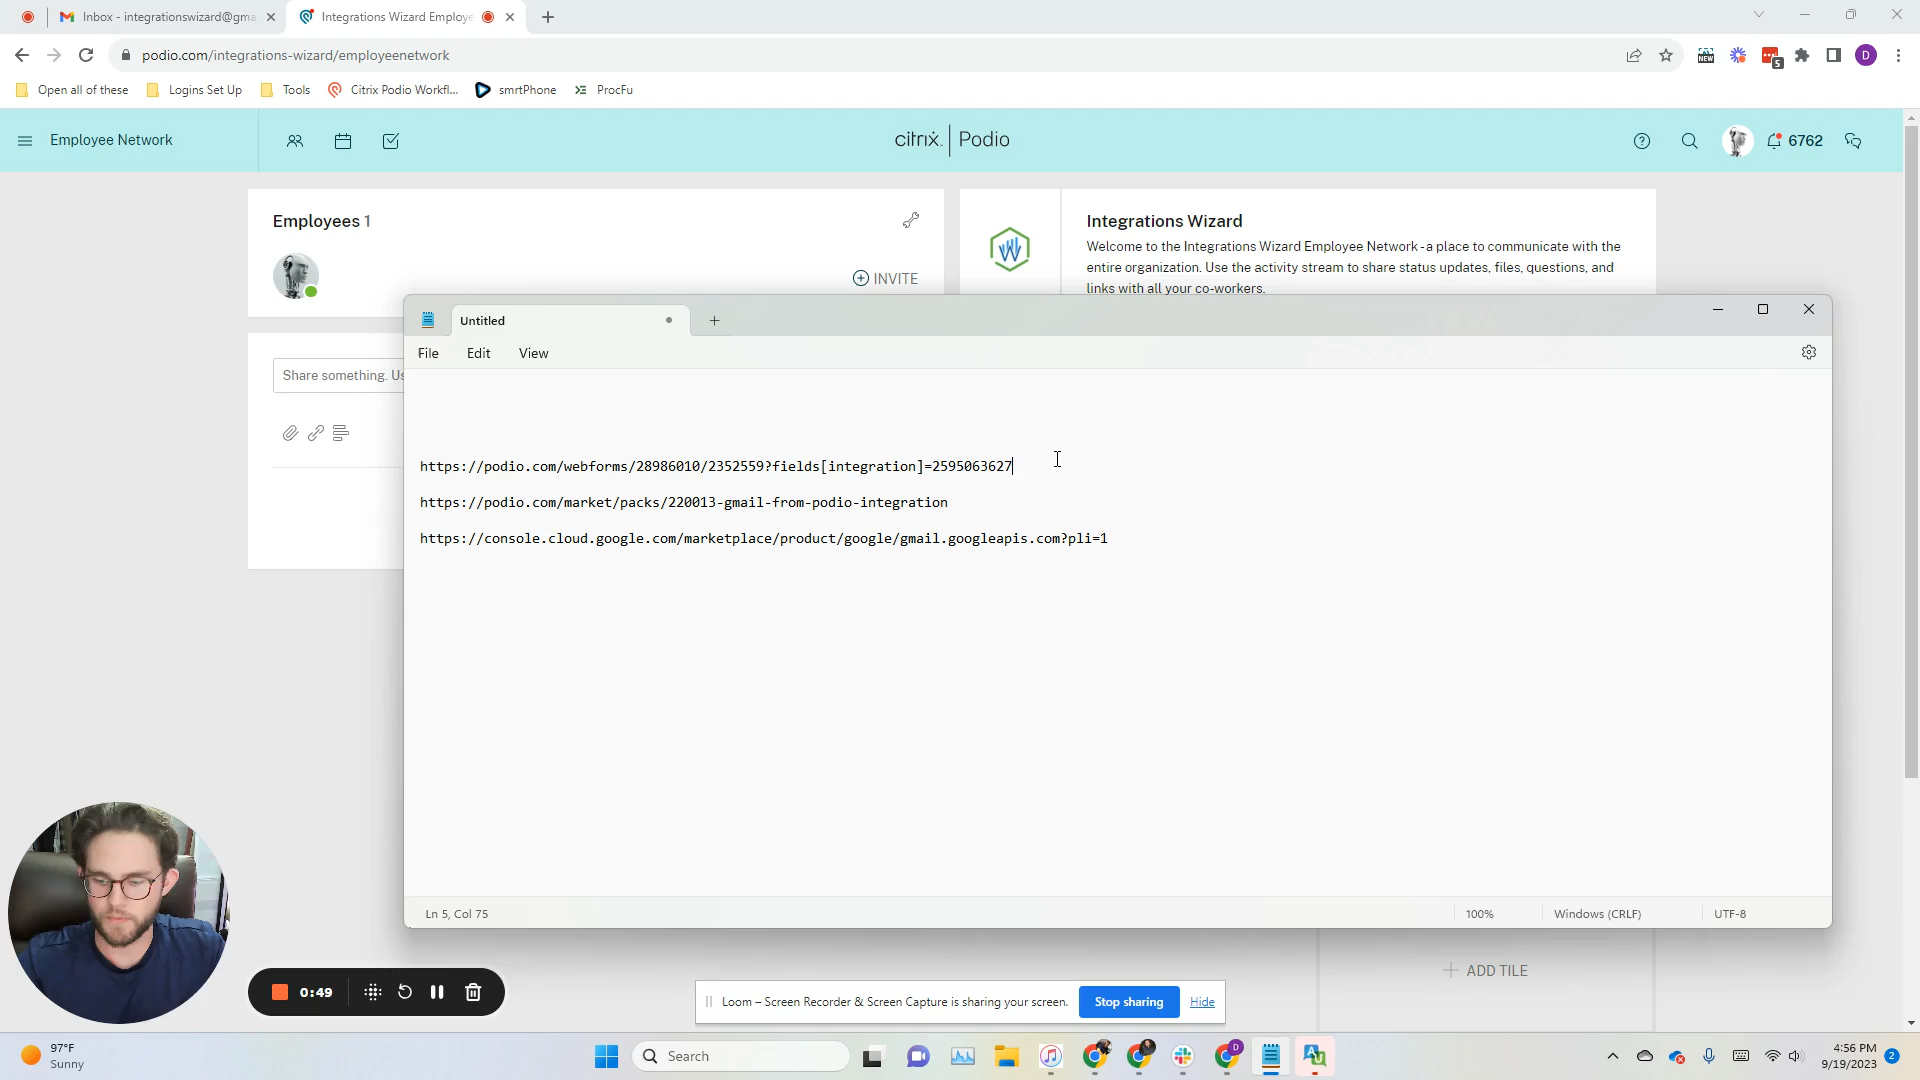 Inbox - integrationswizard@gma
Integrations Wizard Employe
podio.com/integrations-wizard/employeenetwork
NEW
5
D
Open all of these
Logins Set Up
Tools
Citrix Podio Workfl...
smrtPhone
ProcFu
Employee Network
citrix. | Podio
6762
Employees 1
INVITE
Integrations Wizard
Welcome to the Integrations Wizard Employee Network - a place to communicate with the
entire organization. Use the activity stream to share status updates, files, questions, and
links with all your co-workers.
Share something. Us
Untitled
File
Edit
View
https://podio.com/webforms/28986010/2352559?fields[integration]=2595063627
https://podio.com/market/packs/220013-gmail-from-podio-integration
https://console.cloud.google.com/marketplace/product/google/gmail.googleapis.com?pli=1
Ln 5, Col 75
100%
Windows (CRLF)
UTF-8
ADD TILE
0:49
Loom – Screen Recorder & Screen Capture is sharing your screen.
Stop sharing
Hide
97°F
Sunny
Search
D
4:56 PM
9/19/2023
2